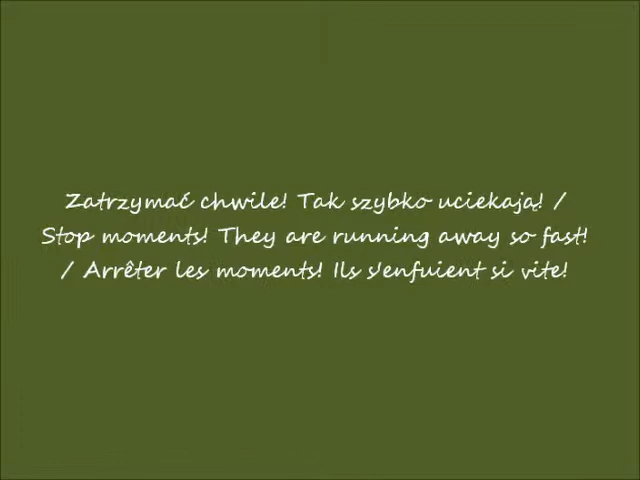 Zatrzymać chwile! Tak szybko uciekają! /
Stop moments! They are running away so fast!
/ Arrêter les moments! Ils s'enfuient si vite!